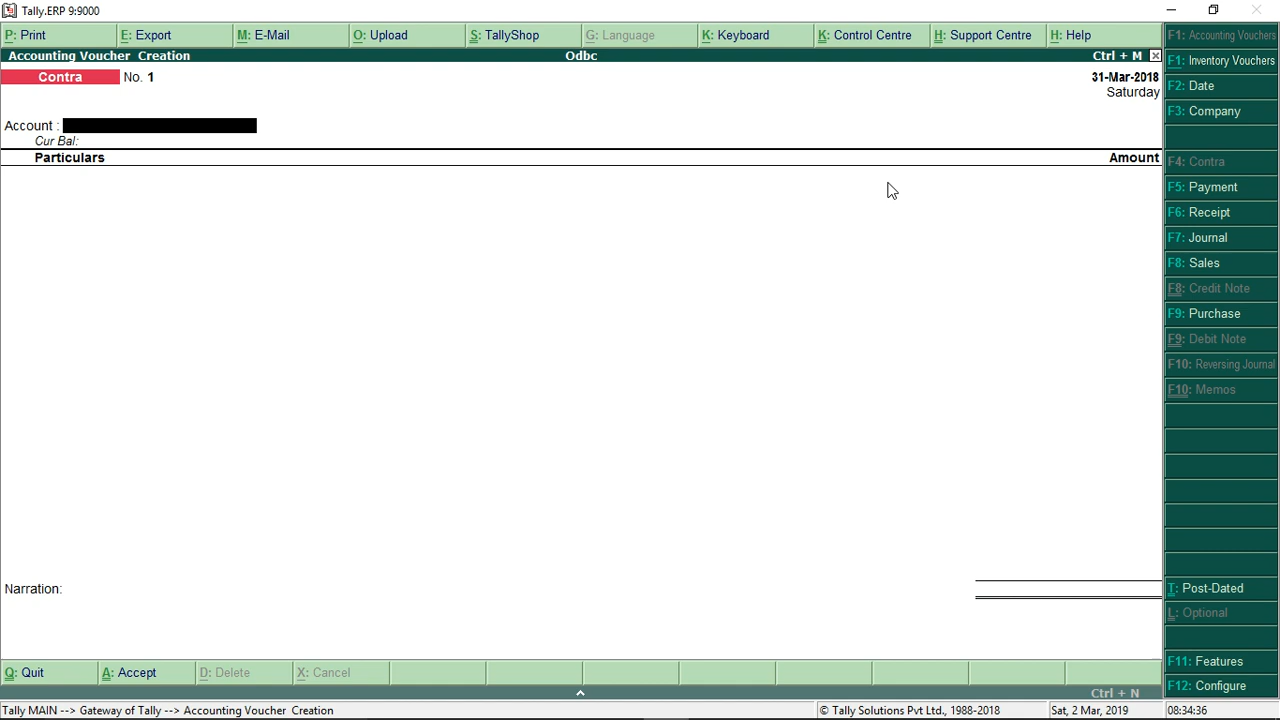 Tally.ERP 9:9000
P: Print
E: Export
M: E-Mail
O: Upload
S: TallyShop
G: Language
K: Keyboard
K: Control Centre
H: Support Centre
H: Help
Accounting Voucher Creation
Odbc
Ctrl + M
Contra
No. 1
31-Mar-2018
Saturday
Account :
Cur Bal:
Particulars
Amount
Narration:
F1: Accounting Vouchers
F1: Inventory Vouchers
F2: Date
F3: Company
F4: Contra
F5: Payment
F6: Receipt
F7: Journal
F8: Sales
F8: Credit Note
F9: Purchase
F9: Debit Note
F10: Reversing Journal
F10: Memos
T: Post-Dated
L: Optional
F11: Features
F12: Configure
Q: Quit
A: Accept
D: Delete
X: Cancel
Ctrl + N
Tally MAIN --> Gateway of Tally --> Accounting Voucher Creation
© Tally Solutions Pvt Ltd., 1988-2018
Sat, 2 Mar, 2019
08:34:36